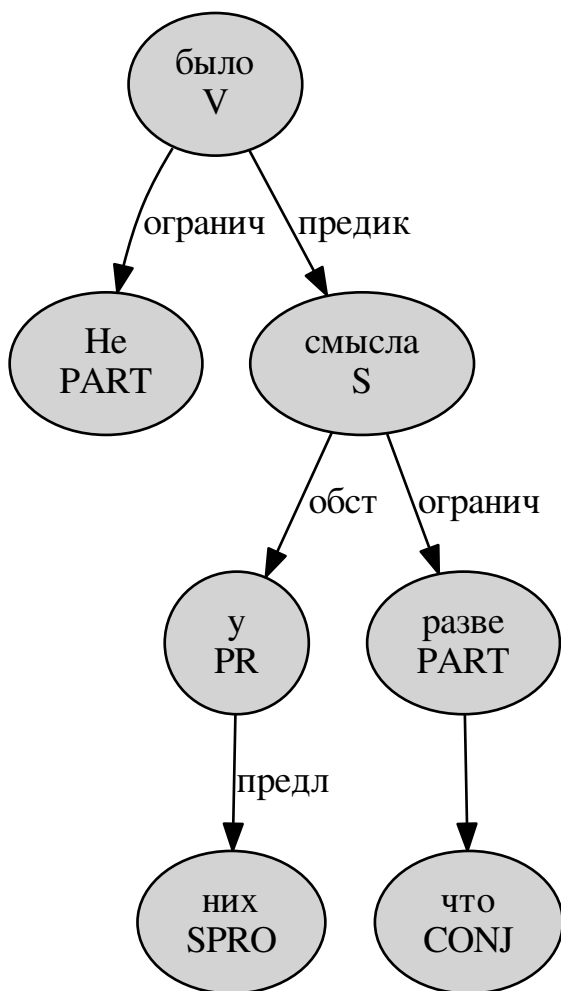 было
V
огранич
предик
Не
PART
смысла
S
обст
огранич
у
PR
разве
PART
предл
них
SPRO
что
CONJ